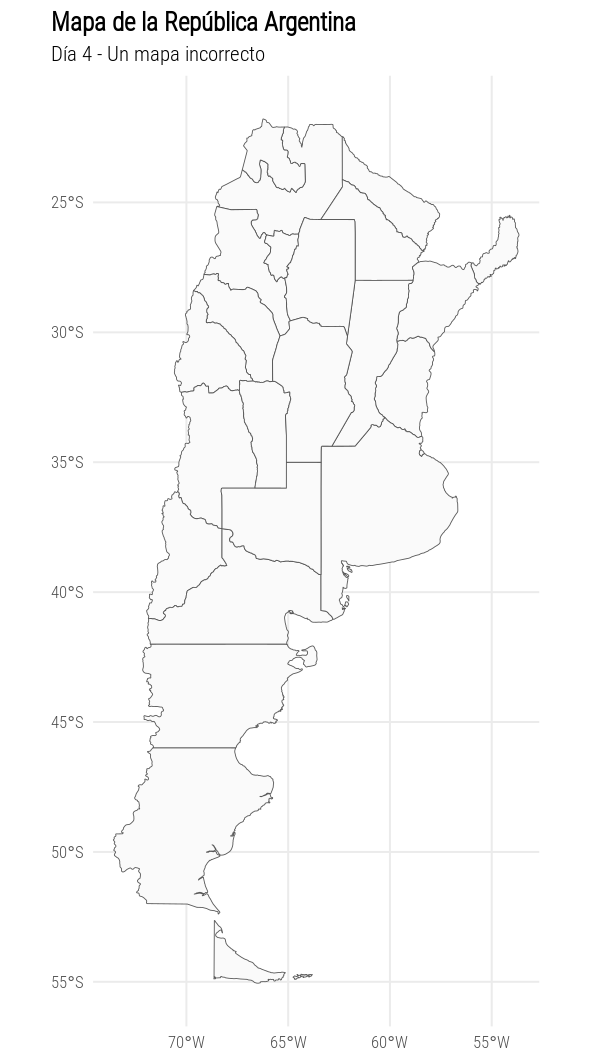 Mapa de la República Argentina
Día 4 - Un mapa incorrecto
25°S
30°S
35°S
40°S
45°S
50°S
55°S
70°W
65°W
60°W
55°W